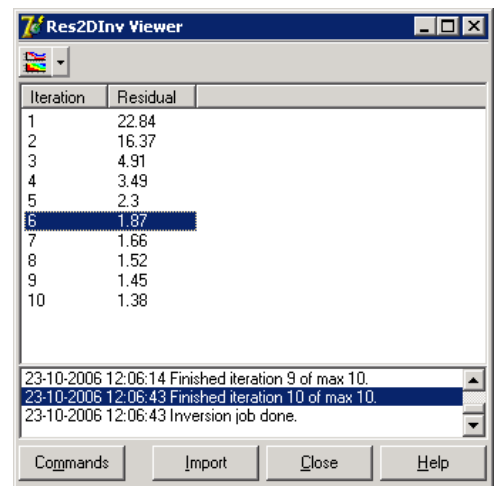 Res2DInv Viewer
Iteration Residual
1 22.84
2 16.37
3 4.91
4 3.49
5 2.3
6 1.87
7 1.66
8 1.52
9 1.45
10 1.38
23-10-2006 12:06:14 Finished iteration 9 of max 10.
23-10-2006 12:06:43 Finished iteration 10 of max 10.
23-10-2006 12:06:43 Inversion job done.
Commands Import Close Help